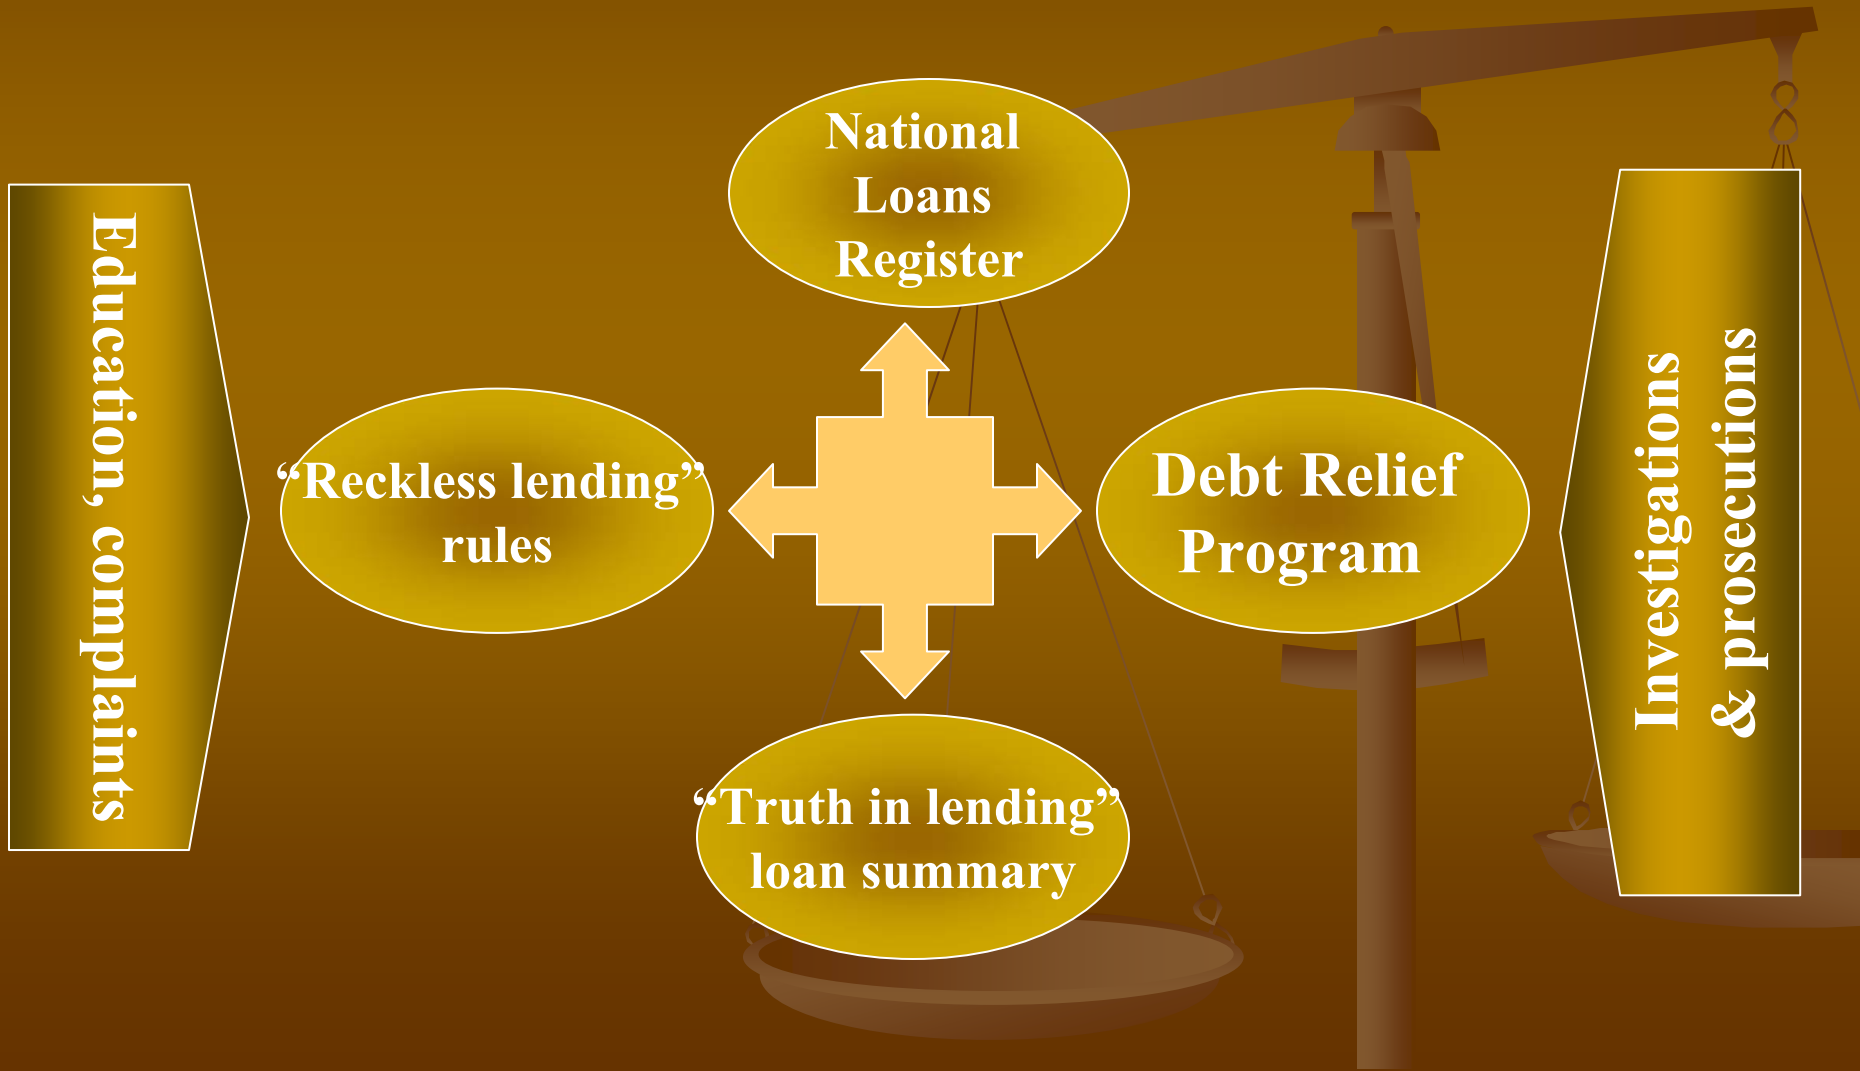 National
Loans
Register
Education, complaints
“Reckless lending”
rules
Debt Relief
Program
Investigations
& prosecutions
“Truth in lending”
loan summary